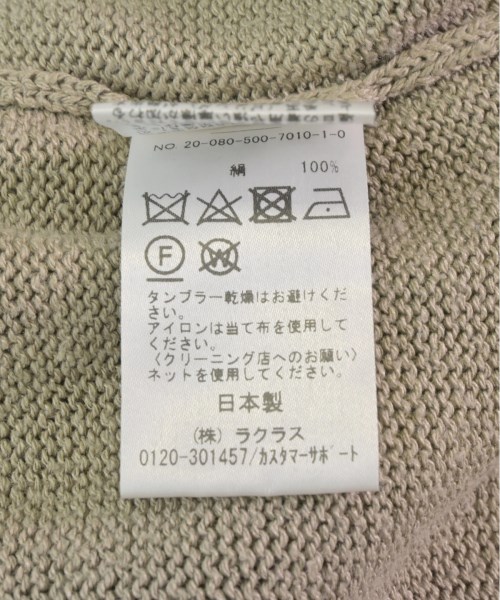 NO 20-080-500-7010-1-0
絹 100%
F
W
タンブラー乾燥はお避けくだ
さい。
アイロンは当て布を使用して
ください。
〈クリーニング店へのお願い〉
ネットを使用してください。
日本製
(株) ラクラス
0120-301457/カスタマーサポート